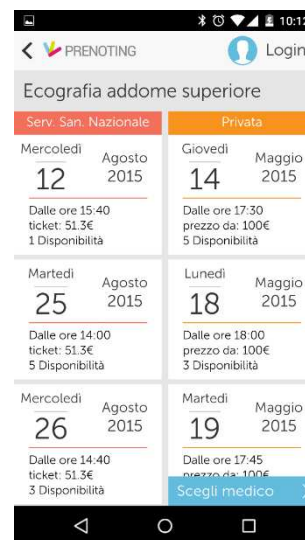 10:12
PRENOTING
Login
Ecografia addome superiore
Serv. San. Nazionale
Mercoledì
12
Agosto
2015
Dalle ore 15:40
ticket: 51.3€
1 Disponibilità
Martedì
25
Agosto
2015
Dalle ore 14:00
ticket: 51.3€
5 Disponibilità
Mercoledì
26
Agosto
2015
Dalle ore 14:40
ticket: 51.3€
3 Disponibilità
Privata
Giovedì
14
Maggio
2015
Dalle ore 17:30
prezzo da: 100€
5 Disponibilità
Lunedì
18
Maggio
2015
Dalle ore 18:00
prezzo da: 100€
3 Disponibilità
Martedì
19
Maggio
2015
Dalle ore 17:45
prezzo da: 100€
Scegli medico